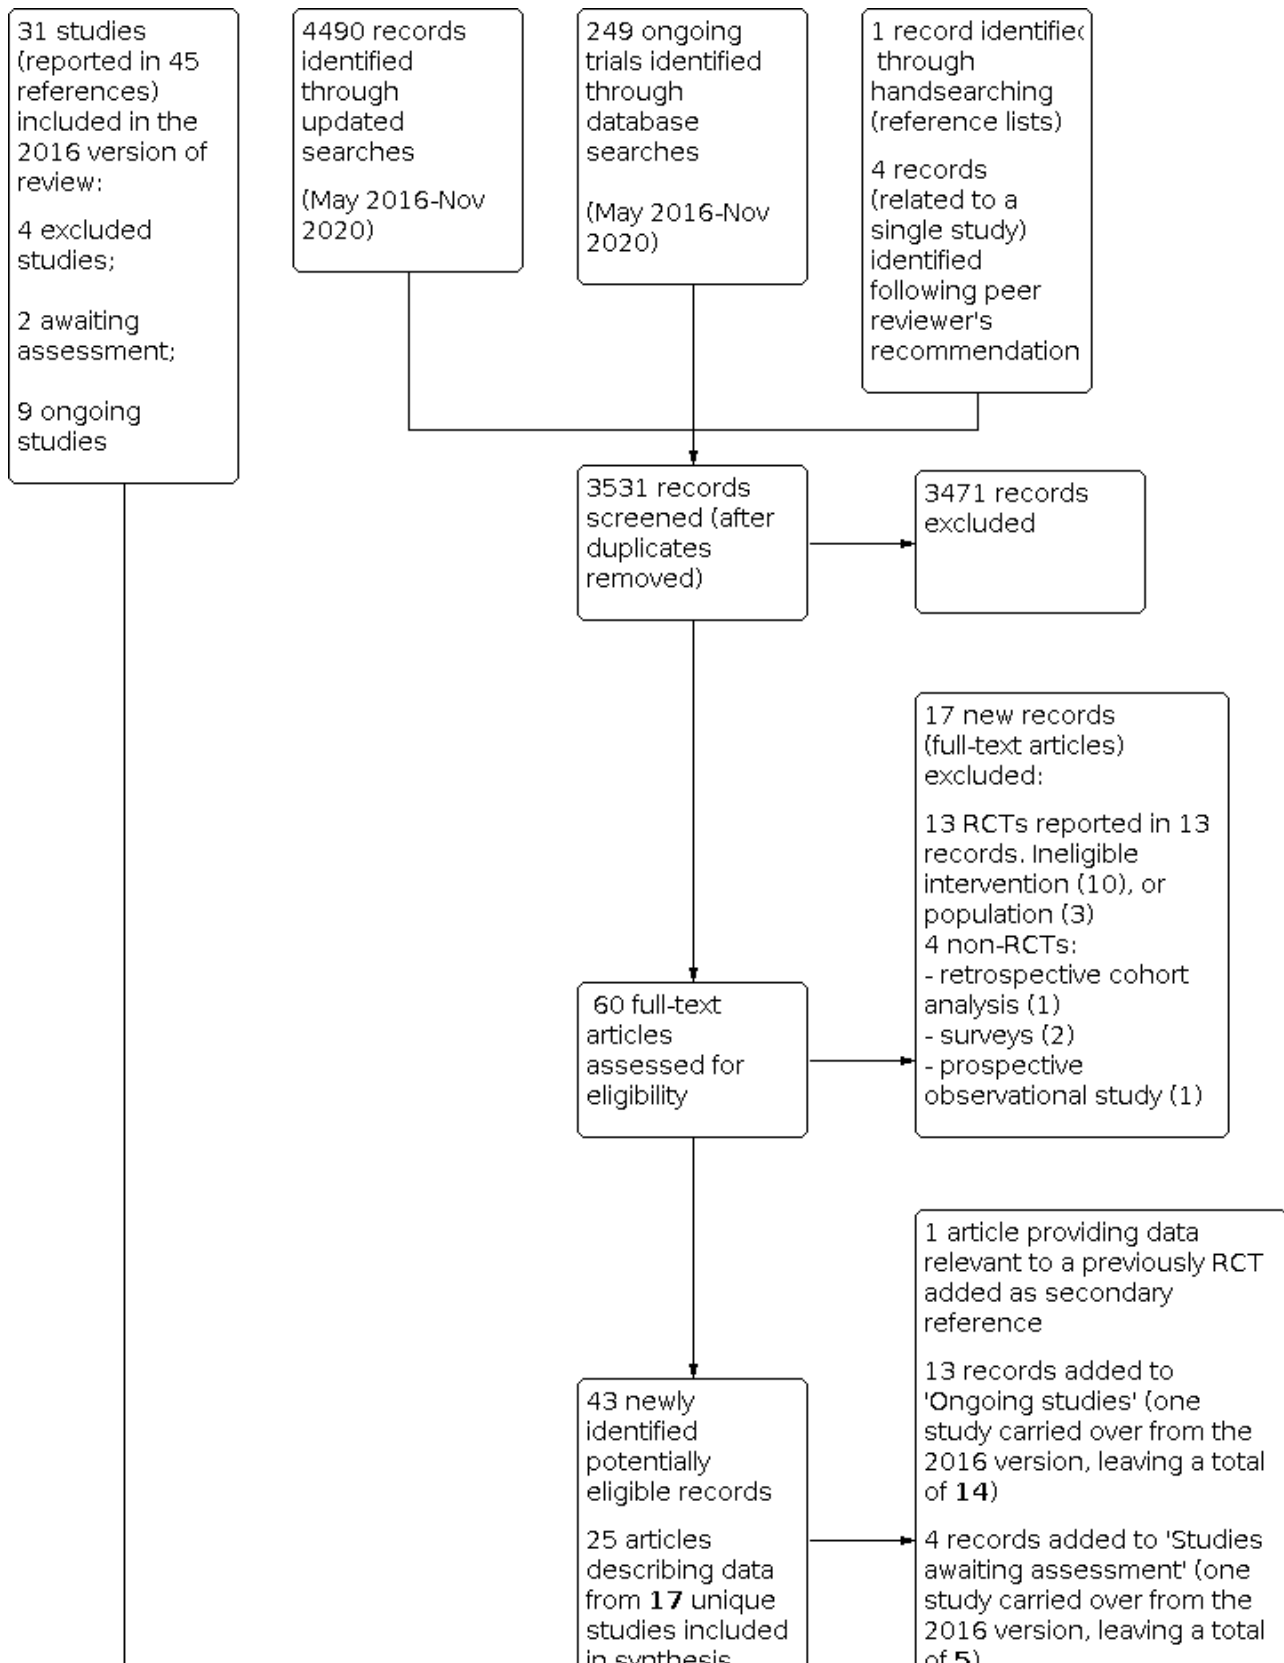 31 studies
(reported in 45
references)
included in the
2016 version of
review:
4 excluded
studies;
2 awaiting
assessment;
9 ongoing
studies
4490 records
identified
through
updated
searches
(May 2016-Nov
2020)
249 ongoing
trials identified
through
database
searches
(May 2016-Nov
2020)
1 record identified
through
handsearching
(reference lists)
4 records
(related to a
single study)
identified
following peer
reviewer's
recommendation
3531 records
screened (after
duplicates
removed)
3471 records
excluded
17 new records
(full-text articles)
excluded:
13 RCTs reported in 13
records. Ineligible
intervention (10), or
population (3)
4 non-RCTs:
- retrospective cohort
analysis (1)
- surveys (2)
- prospective
observational study (1)
60 full-text
articles
assessed for
eligibility
1 article providing data
relevant to a previously RCT
added as secondary
reference
13 records added to
'Ongoing studies' (one
study carried over from the
2016 version, leaving a total
of 14)
4 records added to 'Studies
awaiting assessment' (one
study carried over from the
2016 version, leaving a total
of 5)
43 newly
identified
potentially
eligible records
25 articles
describing data
from 17 unique
studies included
in synthesis